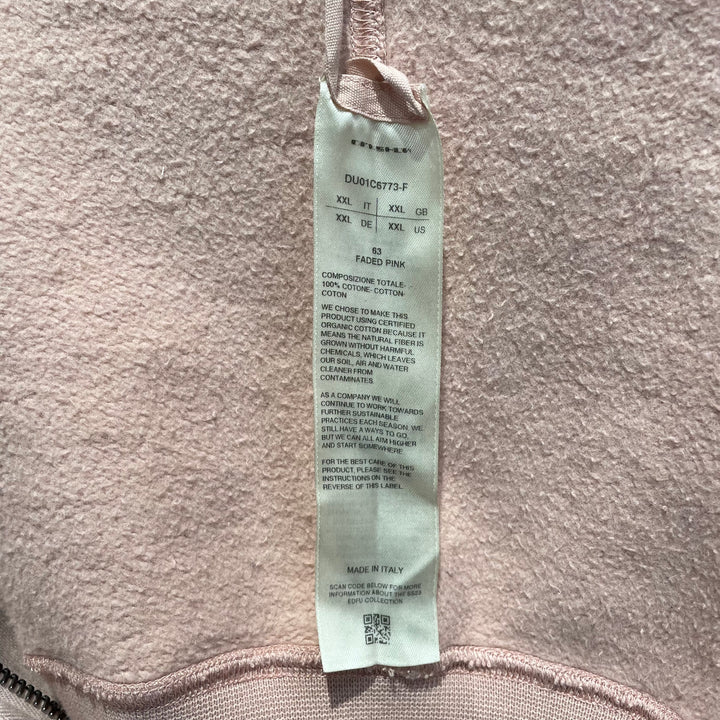 DU01C6773-F
XXL IT XXL GB
XXL DE XXL US
63
FADED PINK
COMPOSIZIONE TOTALE- .-
100% COTONE- COTTON-
COTON
WE CHOSE TO MAKE THIS
PRODUCT USING CERTIFIED
ORGANIC COTTON BECAUSE IT
MEANS THE NATURAL FIBER IS
GROWN WITHOUT HARMFUL
CHEMICALS, WHICH LEAVES
OUR SOIL, AIR AND WATER
CLEANER FROM
CONTAMINATES
AS A COMPANY WE WILL
CONTINUE TO WORK TOWARDS
FURTHER SUSTAINABLE
PRACTICES EACH SEASON. WE
STILL HAVE A WAYS TO GO,
BUT WE CAN ALL AIM HIGHER
AND START SOMEWHERE
FOR THE BEST CARE OF THIS
PRODUCT, PLEASE SEE THE
INSTRUCTIONS ON THE
REVERSE OF THIS LABEL.
MADE IN ITALY
SCAN CODE BELOW FOR MORE
INFORMATION ABOUT THE SS23
EDFU COLLECTION